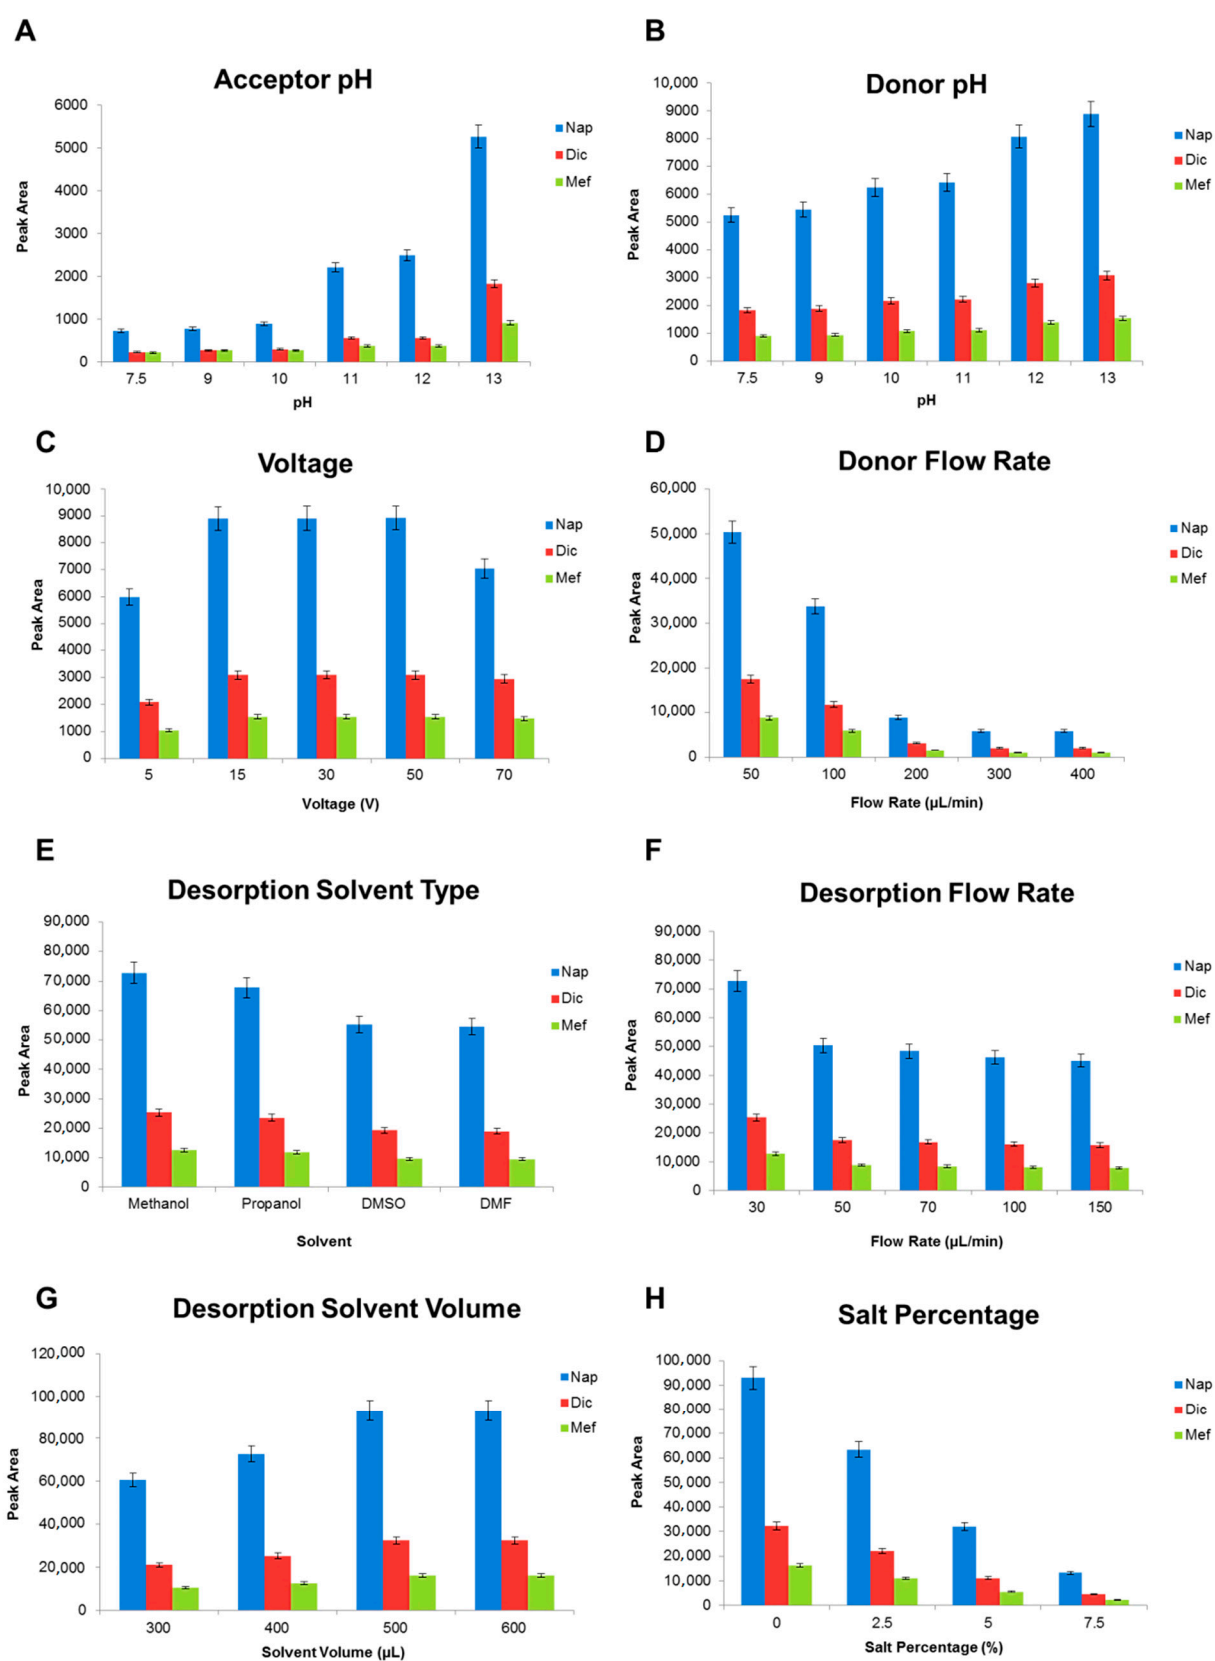 A
Acceptor pH
6000
5000
4000
3000
2000
1000
0
Peak Area
7.5 9 10 11 12 13
pH
Nap
Dic
Mef
B
Donor pH
10,000
9000
8000
7000
6000
5000
4000
3000
2000
1000
0
Peak Area
7.5 9 10 11 12 13
pH
Nap
Dic
Mef
C
Voltage
10,000
9000
8000
7000
6000
5000
4000
3000
2000
1000
0
Peak Area
5 15 30 50 70
Voltage (V)
Nap
Dic
Mef
D
Donor Flow Rate
60,000
50,000
40,000
30,000
20,000
10,000
0
Peak Area
50 100 200 300 400
Flow Rate (µL/min)
Nap
Dic
Mef
E
Desorption Solvent Type
90,000
80,000
70,000
60,000
50,000
40,000
30,000
20,000
10,000
0
Peak Area
Methanol Propanol DMSO DMF
Solvent
Nap
Dic
Mef
F
Desorption Flow Rate
90,000
80,000
70,000
60,000
50,000
40,000
30,000
20,000
10,000
0
Peak Area
30 50 70 100 150
Flow Rate (µL/min)
Nap
Dic
Mef
G
Desorption Solvent Volume
120,000
100,000
80,000
60,000
40,000
20,000
0
Peak Area
300 400 500 600
Solvent Volume (µL)
Nap
Dic
Mef
H
Salt Percentage
100,000
90,000
80,000
70,000
60,000
50,000
40,000
30,000
20,000
10,000
0
Peak Area
0 2.5 5 7.5
Salt Percentage (%)
Nap
Dic
Mef